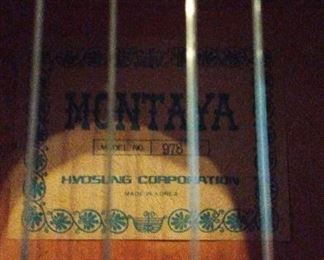 MONTAYA
MODEL NO. 978
HYOSUNG CORPORATION
MADE IN KOREA